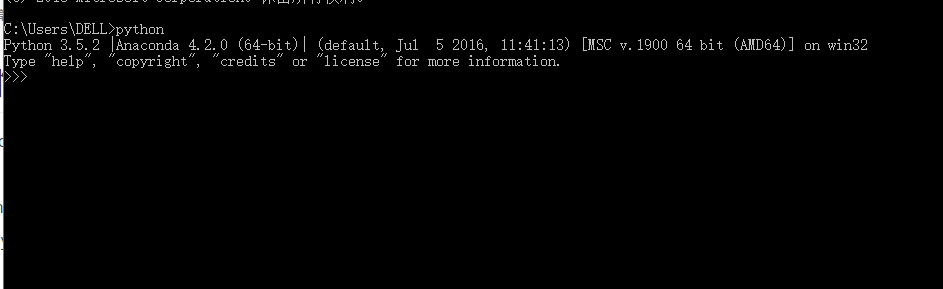 C:\Users\DELL>python
Python 3.5.2 |Anaconda 4.2.0 (64-bit)| (default, Jul  5 2016, 11:41:13) [MSC v.1900 64 bit (AMD64)] on win32
Type "help", "copyright", "credits" or "license" for more information.
>>>